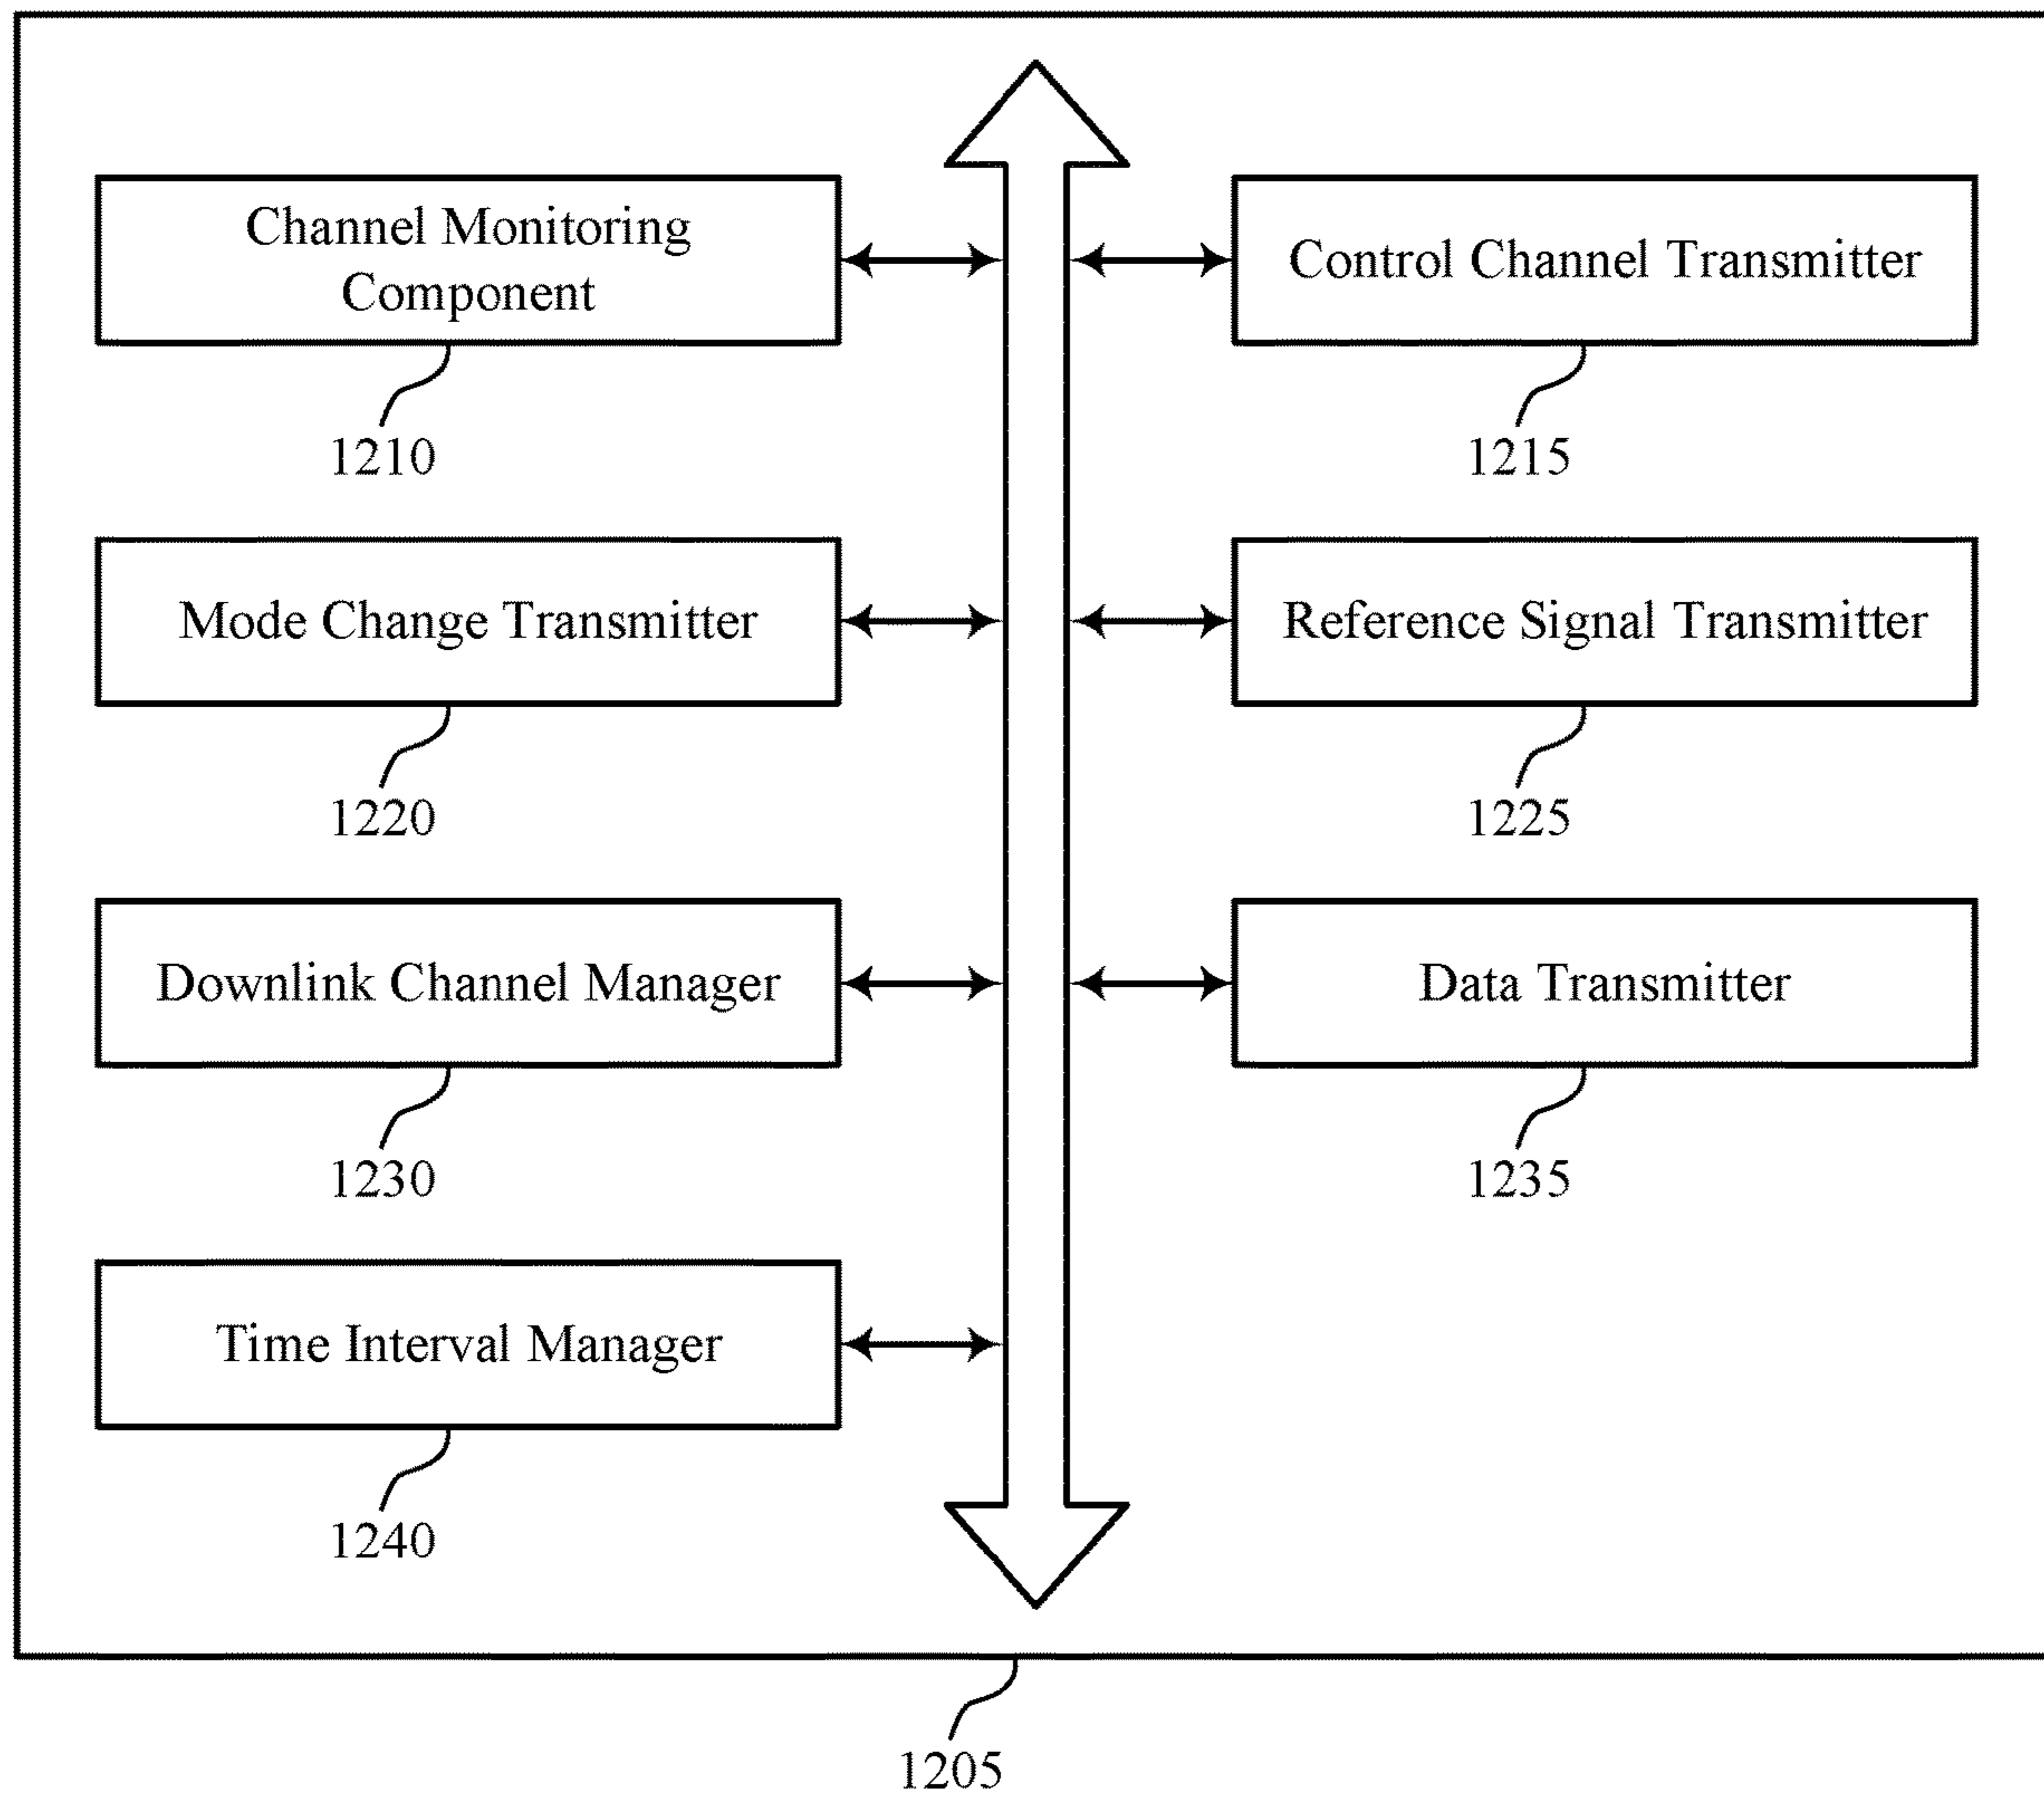 Channel Monitoring
Component
1210
Control Channel Transmitter
1215
Mode Change Transmitter
1220
Reference Signal Transmitter
1225
Downlink Channel Manager
1230
Data Transmitter
1235
Time Interval Manager
1240
1205